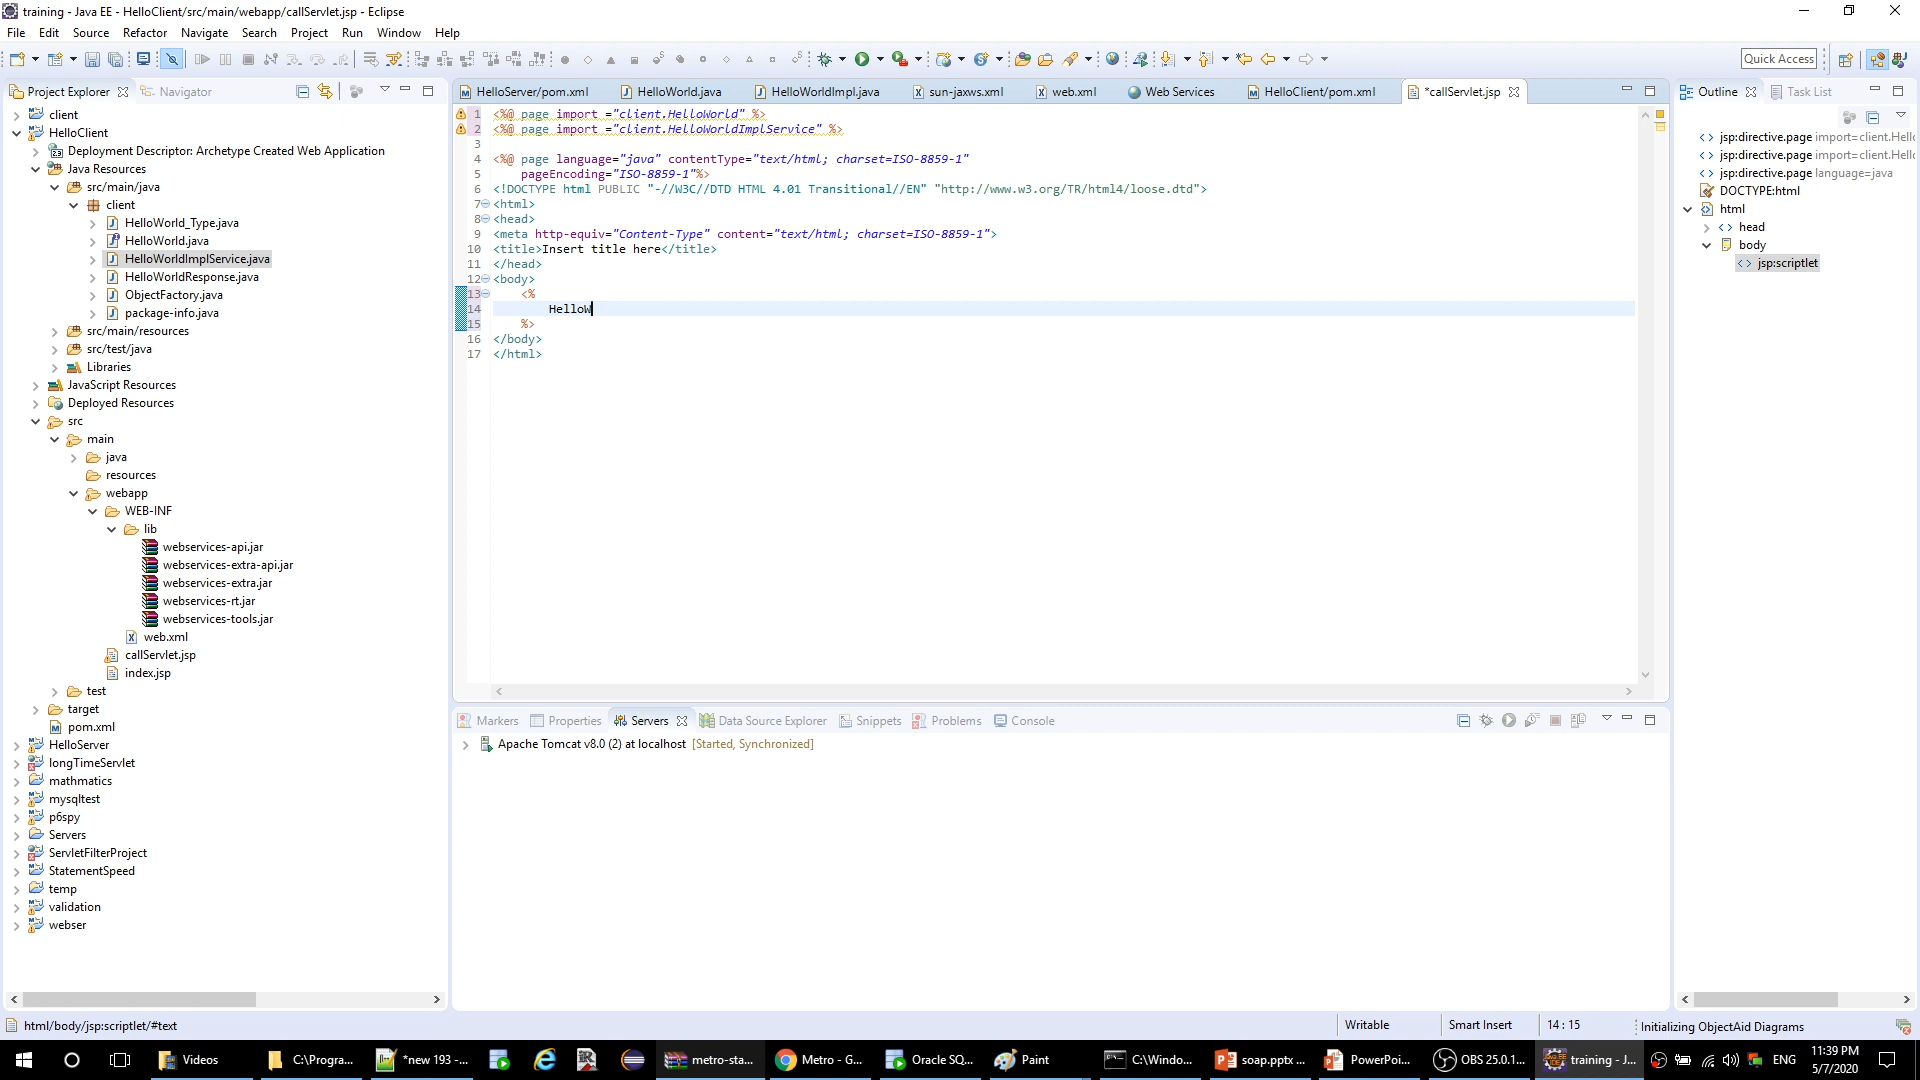 training - Java EE - HelloClient/src/main/webapp/callServlet.jsp - Eclipse
File Edit Source Refactor Navigate Search Project Run Window Help
Quick Access
Project Explorer Navigator
client
HelloClient
Deployment Descriptor: Archetype Created Web Application
Java Resources
src/main/java
client
HelloWorld_Type.java
HelloWorld.java
HelloWorldImplService.java
HelloWorldResponse.java
ObjectFactory.java
package-info.java
src/main/resources
src/test/java
Libraries
JavaScript Resources
Deployed Resources
src
main
java
resources
webapp
WEB-INF
lib
webservices-api.jar
webservices-extra-api.jar
webservices-extra.jar
webservices-rt.jar
webservices-tools.jar
web.xml
callServlet.jsp
index.jsp
test
target
pom.xml
HelloServer
longTimeServlet
mathmatics
mysqltest
p6spy
Servers
ServletFilterProject
StatementSpeed
temp
validation
webser
HelloServer/pom.xml HelloWorld.java HelloWorldImpl.java sun-jaxws.xml web.xml Web Services HelloClient/pom.xml *callServlet.jsp
1 <%@ page import ="client.HelloWorld" %>
2 <%@ page import ="client.HelloWorldImplService" %>
3
4 <%@ page language="java" contentType="text/html; charset=ISO-8859-1"
5 pageEncoding="ISO-8859-1"%>
6 <!DOCTYPE html PUBLIC "-//W3C//DTD HTML 4.01 Transitional//EN" "http://www.w3.org/TR/html4/loose.dtd">
7 <html>
8 <head>
9 <meta http-equiv="Content-Type" content="text/html; charset=ISO-8859-1">
10 <title>Insert title here</title>
11 </head>
12 <body>
13 <%
14 HelloW
15 %>
16 </body>
17 </html>
Outline Task List
jsp:directive.page import=client.Hello
jsp:directive.page import=client.Hello
jsp:directive.page language=java
DOCTYPE:html
html
head
body
jsp:scriptlet
Markers Properties Servers Data Source Explorer Snippets Problems Console
Apache Tomcat v8.0 (2) at localhost [Started, Synchronized]
html/body/jsp:scriptlet/#text
Writable Smart Insert 14 : 15 Initializing ObjectAid Diagrams
Videos C:\Progra... *new 193 -... metro-sta... Metro - G... Oracle SQ... Paint C:\Windo... soap.pptx ... PowerPoi... OBS 25.0.1... training - J... ENG
11:39 PM
5/7/2020